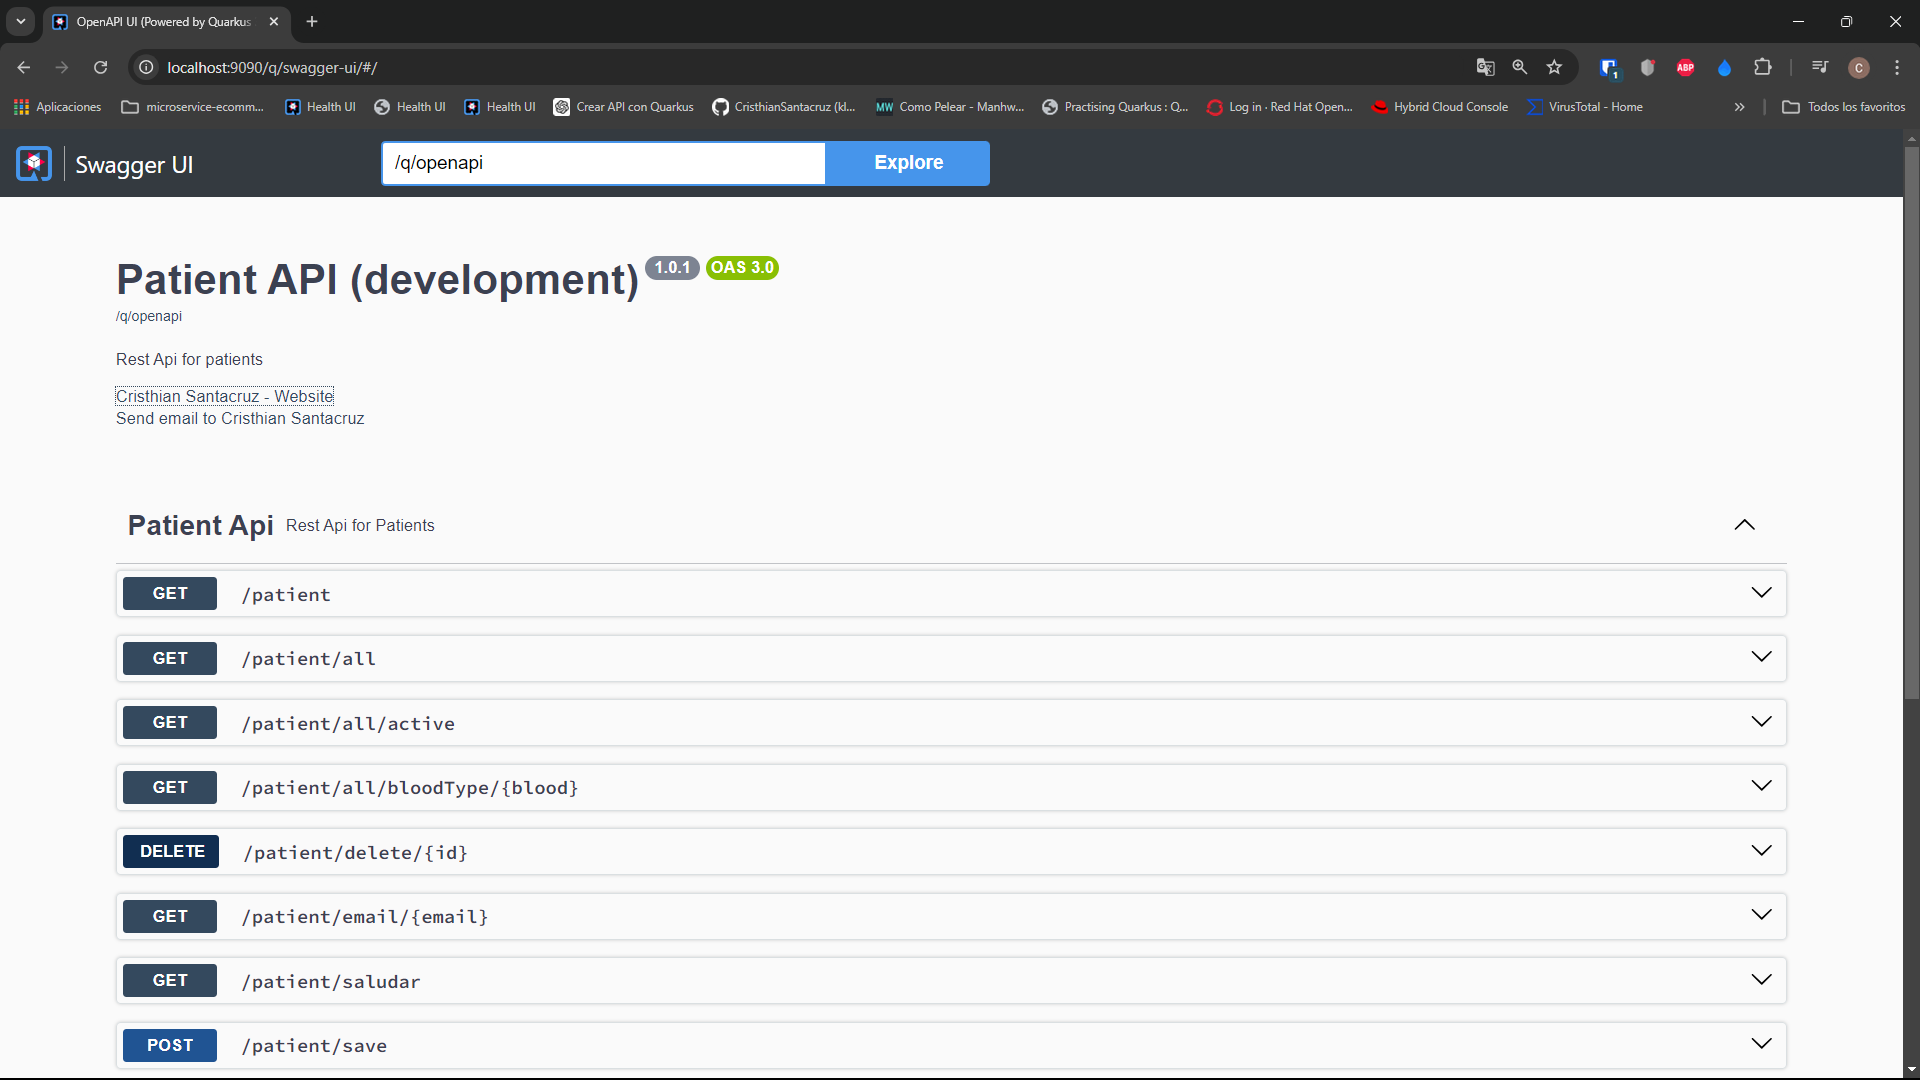 OpenAPI UI (Powered by Quarkus
localhost:9090/q/swagger-ui/#/
1
ABP
C
Aplicaciones
microservice-ecomm...
Health UI
Health UI
Health UI
Crear API con Quarkus
CristhianSantacruz (Id...
MW
Como Pelear - Manhw...
Practising Quarkus : Q...
Log in · Red Hat Open...
Hybrid Cloud Console
VirusTotal - Home
»
Todos los favoritos
Swagger UI
/q/openapi
Explore
Patient API (development) 1.0.1 OAS 3.0
/q/openapi
Rest Api for patients
Cristhian Santacruz - Website
Send email to Cristhian Santacruz
Patient Api Rest Api for Patients
GET /patient
GET /patient/all
GET /patient/all/active
GET /patient/all/bloodType/{blood}
DELETE /patient/delete/{id}
GET /patient/email/{email}
GET /patient/saludar
POST /patient/save